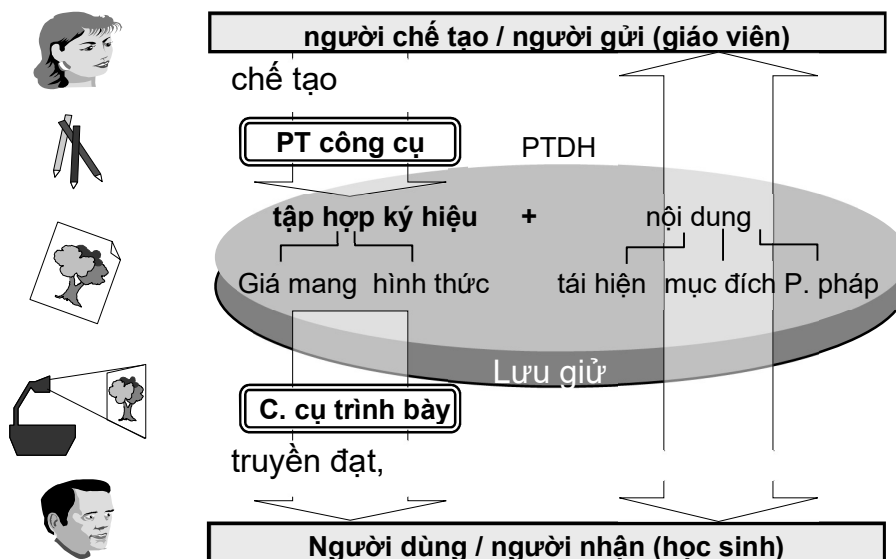 người chế tạo / người gửi (giáo viên)
chế tạo
PT công cụ
PTDH
tập hợp ký hiệu + nội dung
Giá mang hình thức tái hiện mục đích P. pháp
Lưu giử
C. cụ trình bày
truyền đạt,
Người dùng / người nhận (học sinh)